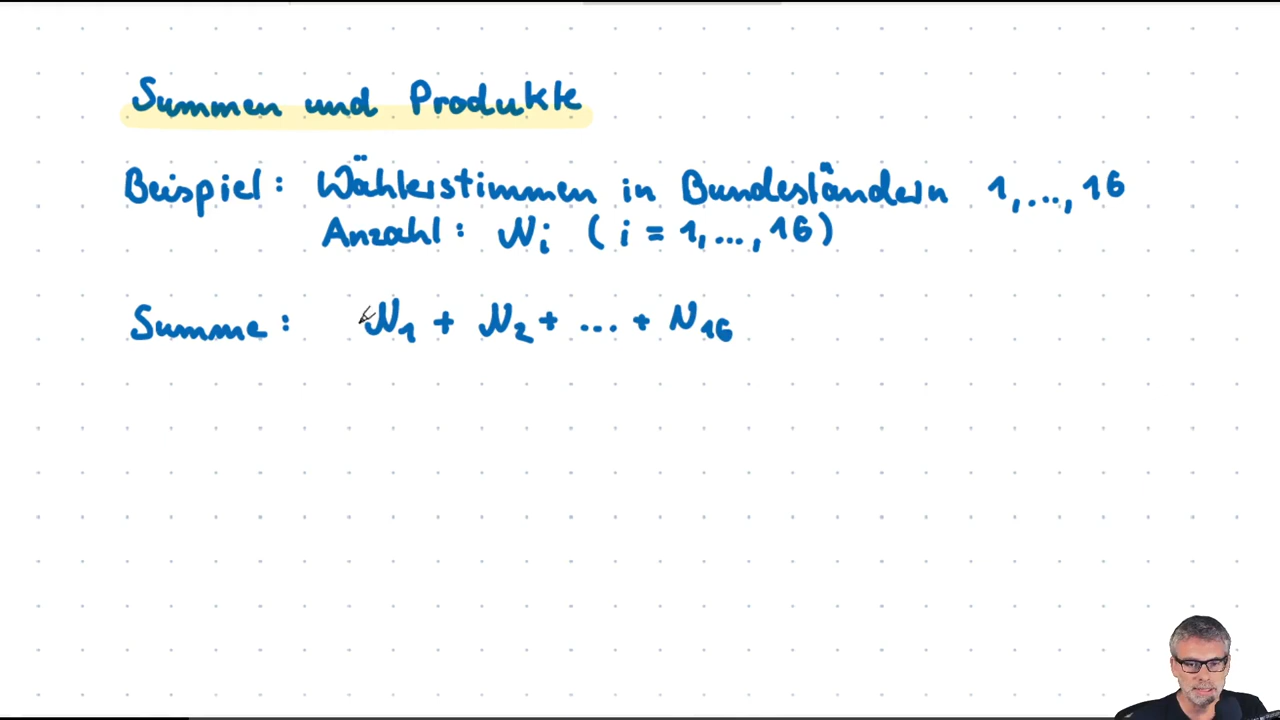 Summen und Produkte
Beispiel: Wählerstimmen in Bundesländern 1,...,16
Anzahl: Nᵢ (i = 1,...,16)
Summe: N₁ + N₂ + ... + N₁₆